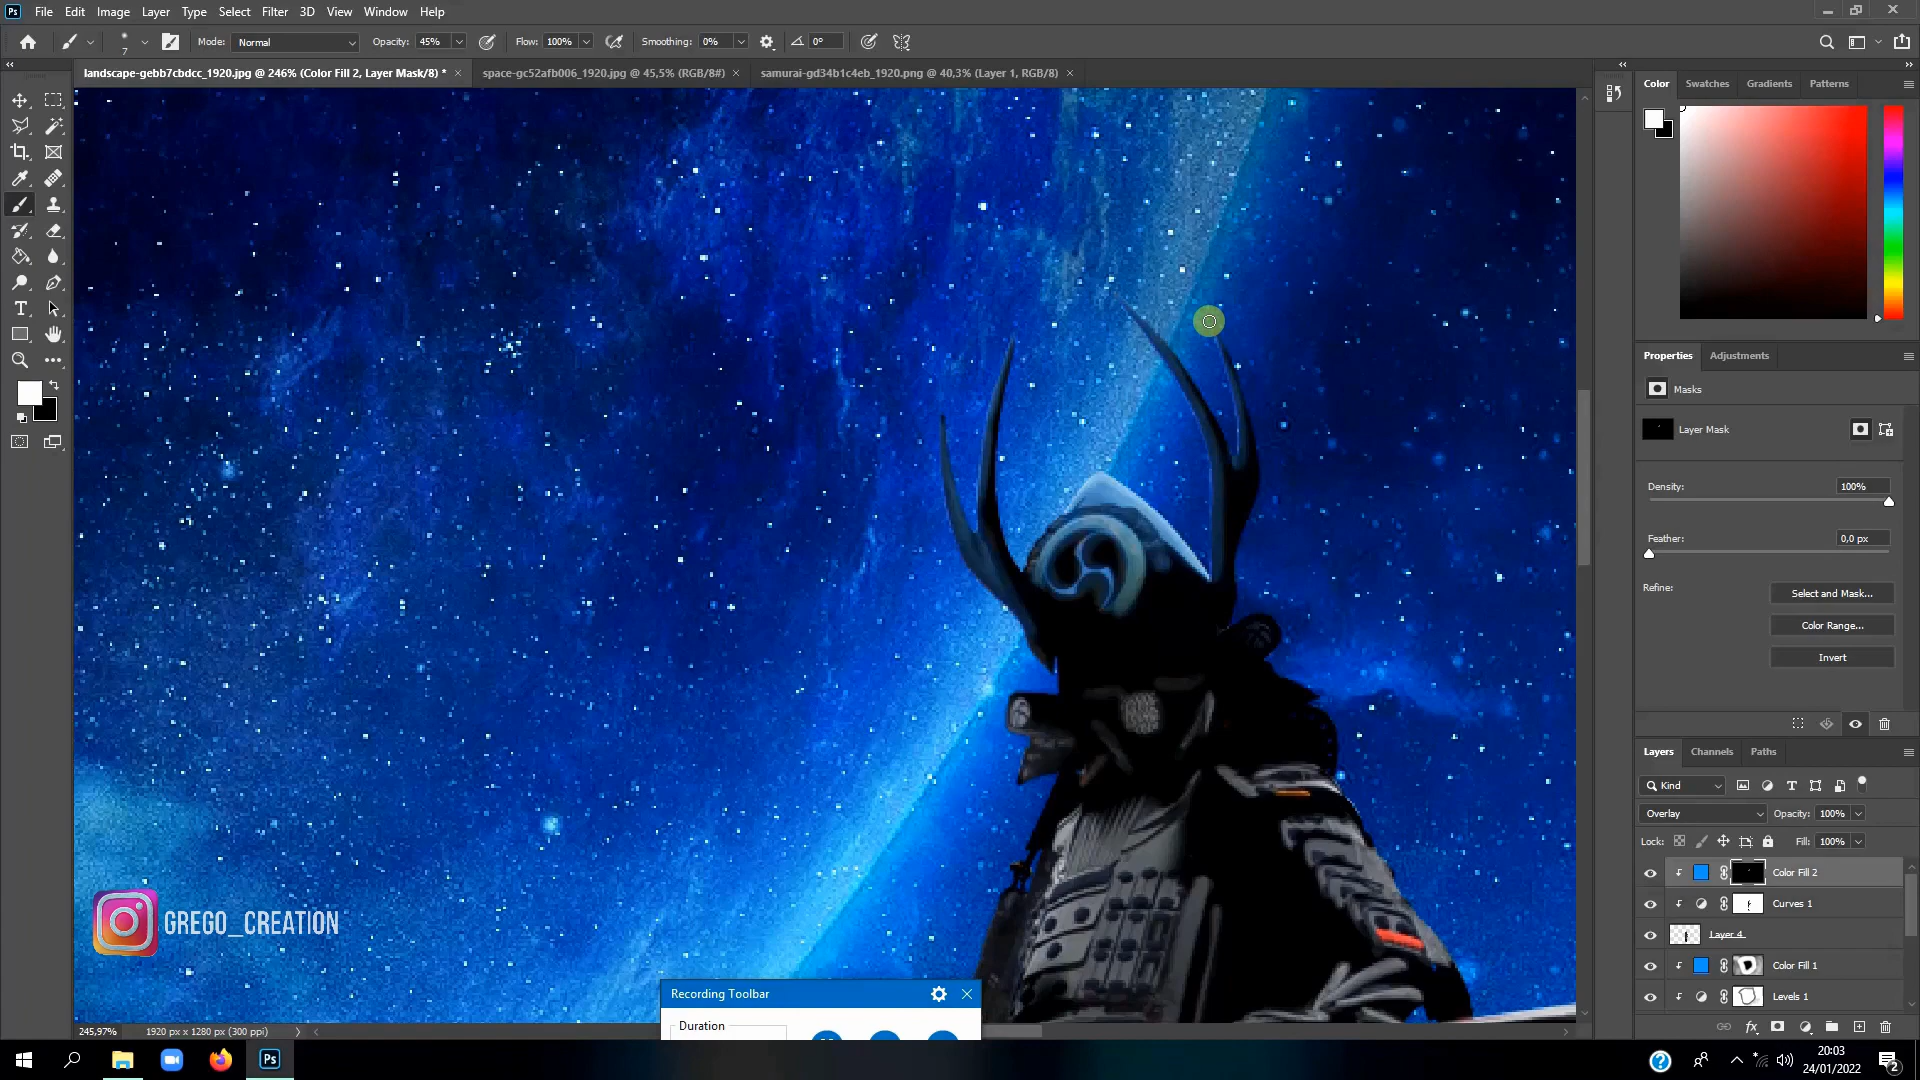 Ps File Edit Image Layer Type Select Filter 3D View Window Help
7 Mode: Normal Opacity: 45% Flow: 100% Smoothing: 0% 0°
landscape-gebb7cbdcc_1920.jpg @ 246% (Color Fill 2, Layer Mask/8) * × space-gc52afb006_1920.jpg @ 45,5% (RGB/8#) × samurai-gd34b1c4eb_1920.png @ 40,3% (Layer 1, RGB/8) ×
Color Swatches Gradients Patterns
Properties Adjustments
Masks
Layer Mask
Density: 100%
Feather: 0,0 px
Refine: Select and Mask...
Color Range...
Invert
Layers Channels Paths
Kind
Overlay Opacity: 100%
Lock: Fill: 100%
Color Fill 2
Curves 1
Layer 4
Color Fill 1
Levels 1
GREGO_CREATION
Recording Toolbar
Duration
245,97% 1920 px x 1280 px (300 ppi)
Ps
20:03
24/01/2022
2